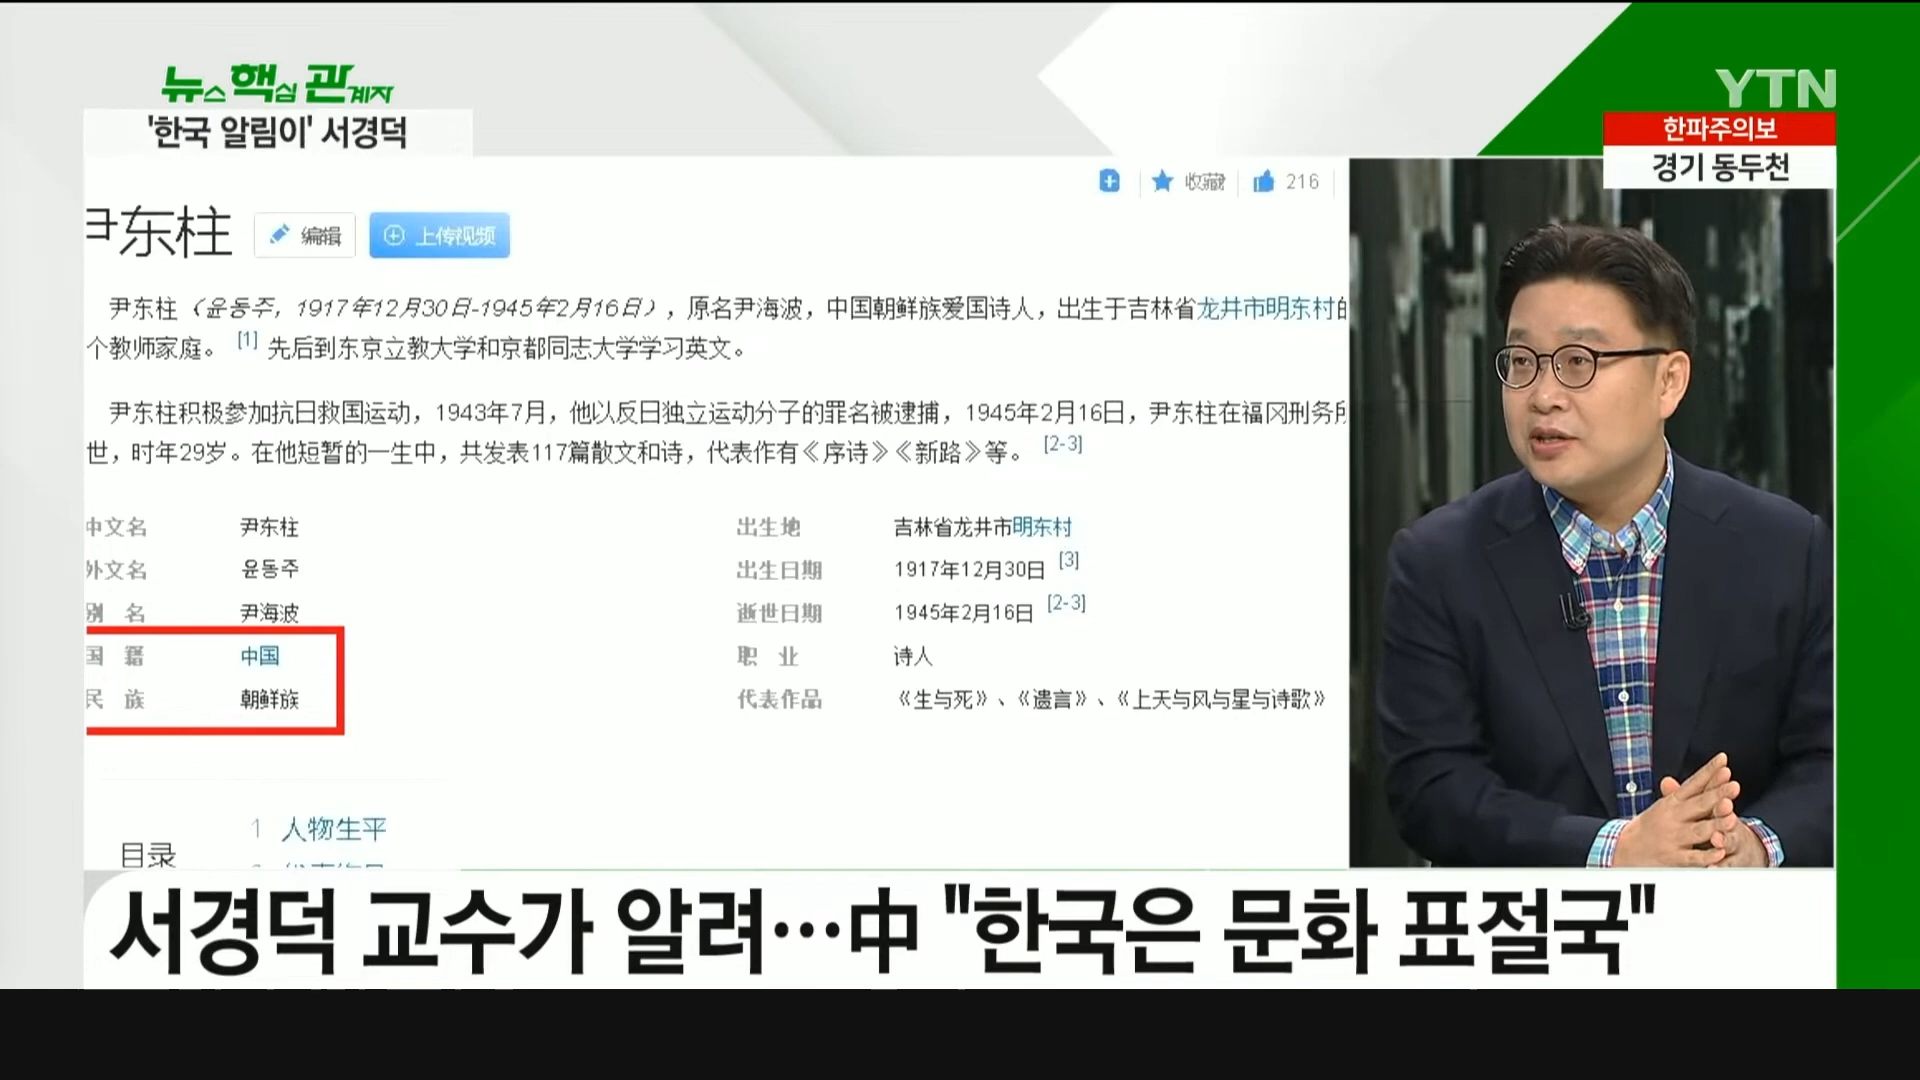 뉴스 핵심 관계자
'한국 알림이' 서경덕
YTN
한파주의보
경기 동두천
收藏
216
尹东柱
编辑
上传视频
尹东柱（윤동주，1917年12月30日-1945年2月16日），原名尹海波，中国朝鲜族爱国诗人，出生于吉林省龙井市明东村的
个教师家庭。 [1] 先后到东京立教大学和京都同志大学学习英文。
尹东柱积极参加抗日救国运动，1943年7月，他以反日独立运动分子的罪名被逮捕，1945年2月16日，尹东柱在福冈刑务所
世，时年29岁。在他短暂的一生中，共发表117篇散文和诗，代表作有《序诗》《新路》等。 [2-3]
中文名 尹东柱
外文名 윤동주
别 名 尹海波
国 籍 中国
民 族 朝鲜族
出生地 吉林省龙井市明东村
出生日期 1917年12月30日 [3]
逝世日期 1945年2月16日 [2-3]
职 业 诗人
代表作品 《生与死》、《遗言》、《上天与风与星与诗歌》
目录
1 人物生平
서경덕 교수가 알려…中 "한국은 문화 표절국"